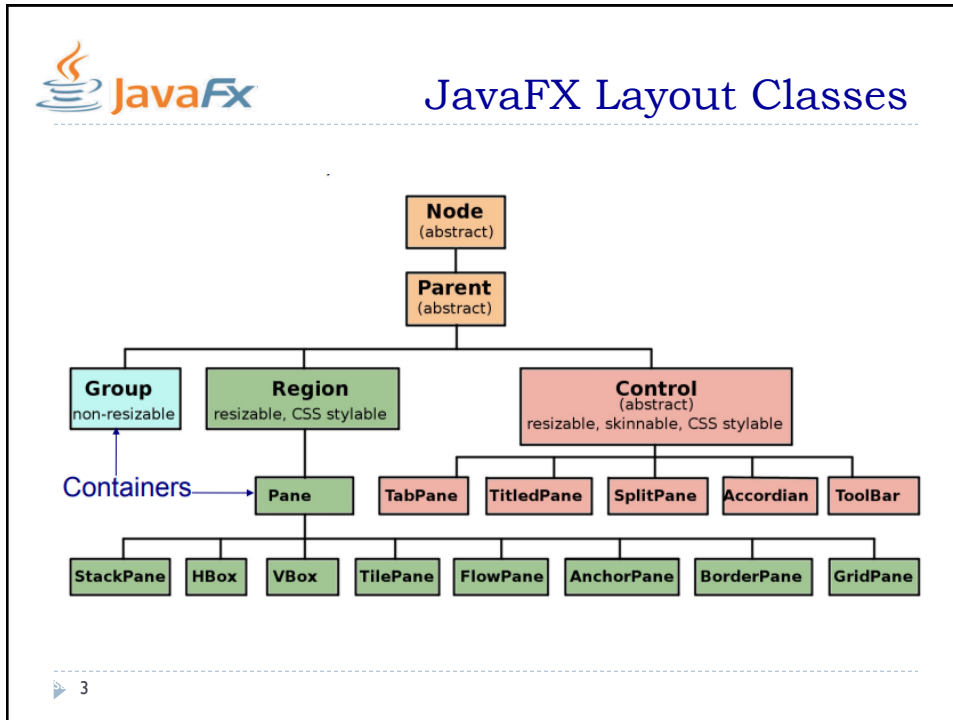 JavaFX
JavaFX Layout Classes
Node
(abstract)
Parent
(abstract)
Group
non-resizable
Region
resizable, CSS stylable
Control
(abstract)
resizable, skinnable, CSS stylable
Containers
Pane
TabPane
TitledPane
SplitPane
Accordian
ToolBar
StackPane
HBox
VBox
TilePane
FlowPane
AnchorPane
BorderPane
GridPane
3